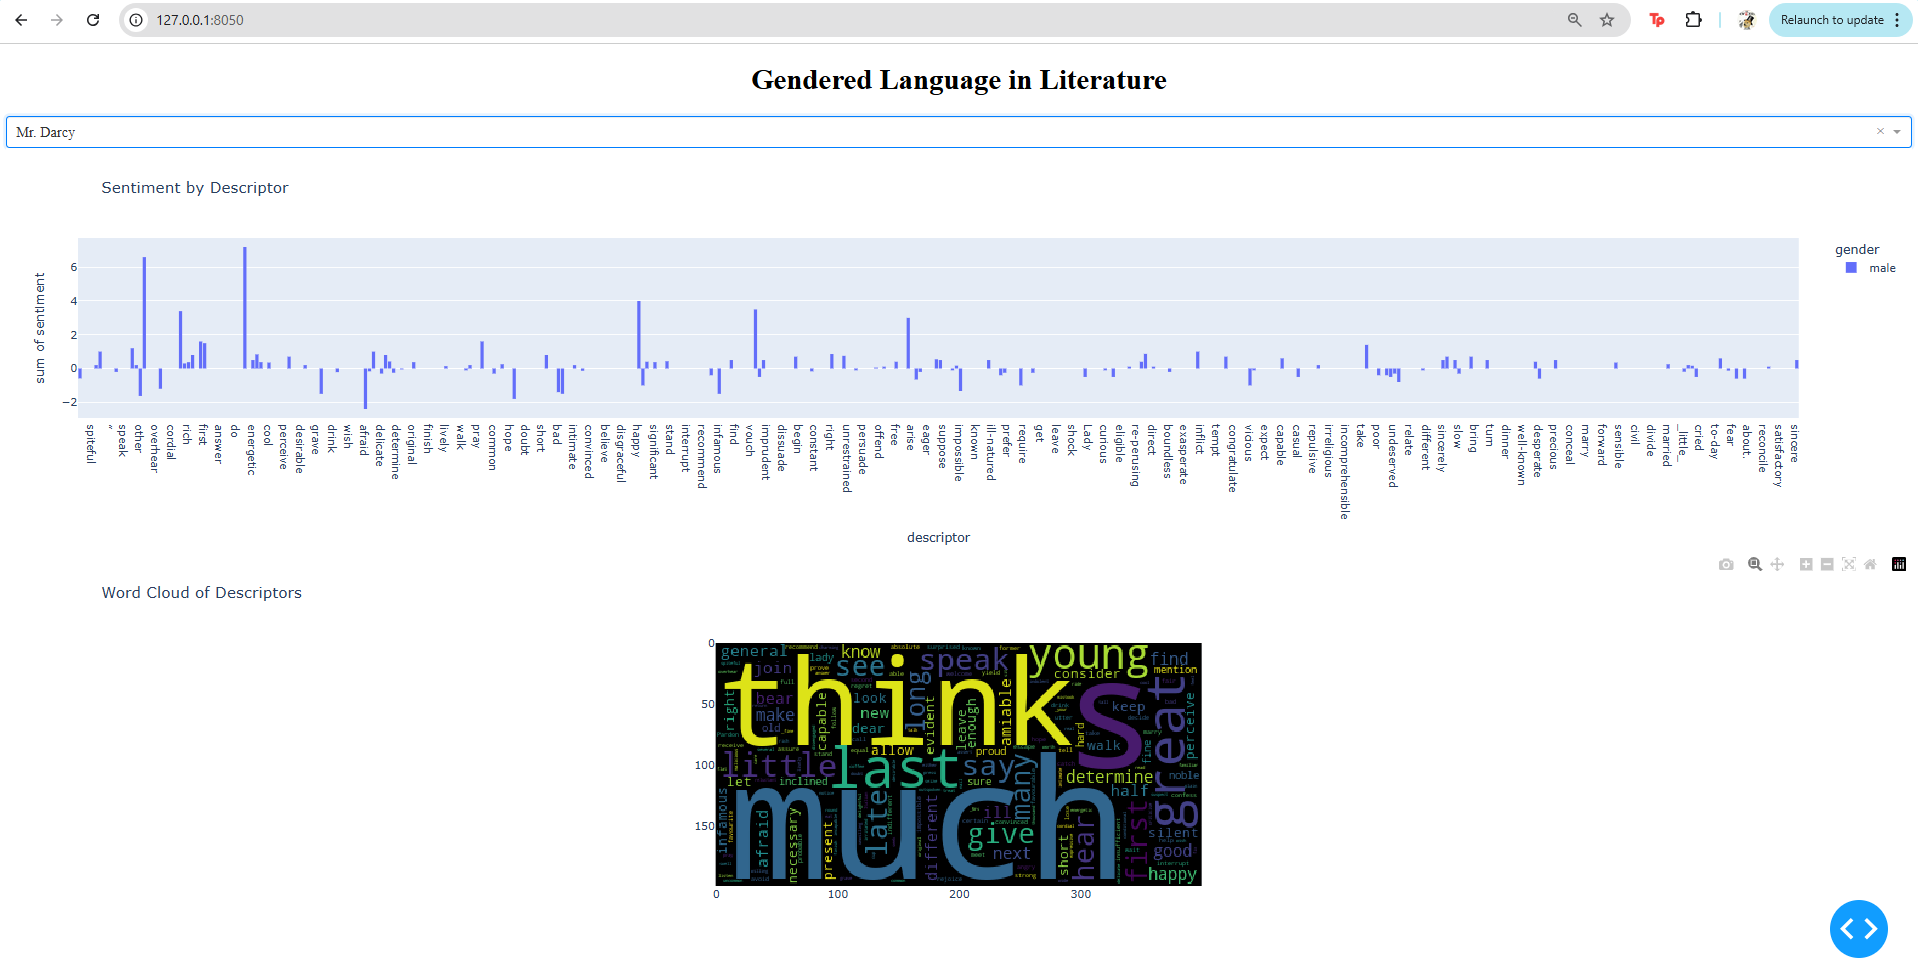 127.0.0.1:8050
Tp
Relaunch to update
Gendered Language in Literature
Mr. Darcy
Sentiment by Descriptor
gender
male
sum of sentiment
6
4
2
0
−2
spiteful
“
speak
other
overhear
cordial
rich
first
answer
do
energetic
cool
perceive
desirable
grave
drink
wish
afraid
delicate
determine
original
finish
lively
walk
pray
common
hope
doubt
short
bad
intimate
convinced
believe
disgraceful
happy
significant
stand
interrupt
recommend
infamous
find
vouch
imprudent
dissuade
begin
constant
right
unrestrained
persuade
offend
free
arise
eager
suppose
impossible
known
ill-natured
prefer
require
get
leave
shock
Lady
curious
eligible
re-perusing
direct
boundless
exasperate
inflict
tempt
congratulate
vicious
expect
capable
casual
repulsive
irreligious
incomprehensible
take
poor
undeserved
relate
different
sincerely
slow
bring
turn
dinner
well-known
desperate
precious
conceal
marry
forward
sensible
civil
divide
married
_little_
cried
to-day
fear
about.
reconcile
satisfactory
sincere
descriptor
Word Cloud of Descriptors
0
50
100
150
0
100
200
300
general
know
see
speak
young
find
join
lady
consider
mention
think
s
long
great
bear
look
keep
right
make
new
old
capable
dear
evident
leave
enough
amiable
hard
walk
fine
perceive
allow
proud
little
last
say
many
determine
noble
let
inclined
sure
half
much
late
infamous
afraid
necessary
present
different
ill
give
next
short
hear
first
silent
good
happy